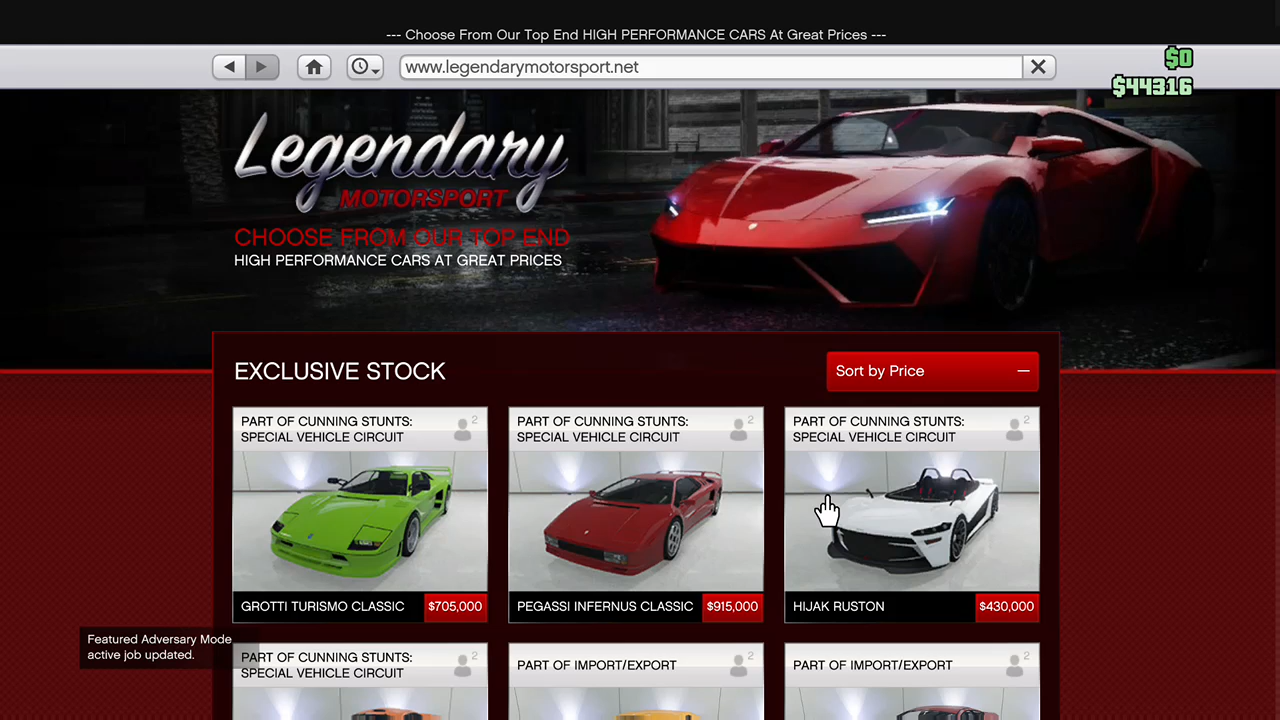 --- Choose From Our Top End HIGH PERFORMANCE CARS At Great Prices ---
www.legendarymotorsport.net
$0
$44316
Legendary
MOTORSPORT
CHOOSE FROM OUR TOP END
HIGH PERFORMANCE CARS AT GREAT PRICES
EXCLUSIVE STOCK
Sort by Price
PART OF CUNNING STUNTS:
SPECIAL VEHICLE CIRCUIT
2
PART OF CUNNING STUNTS:
SPECIAL VEHICLE CIRCUIT
2
PART OF CUNNING STUNTS:
SPECIAL VEHICLE CIRCUIT
2
GROTTI TURISMO CLASSIC
$705,000
PEGASSI INFERNUS CLASSIC
$915,000
HIJAK RUSTON
$430,000
Featured Adversary Mode
active job updated.
PART OF CUNNING STUNTS:
SPECIAL VEHICLE CIRCUIT
2
PART OF IMPORT/EXPORT
2
PART OF IMPORT/EXPORT
2